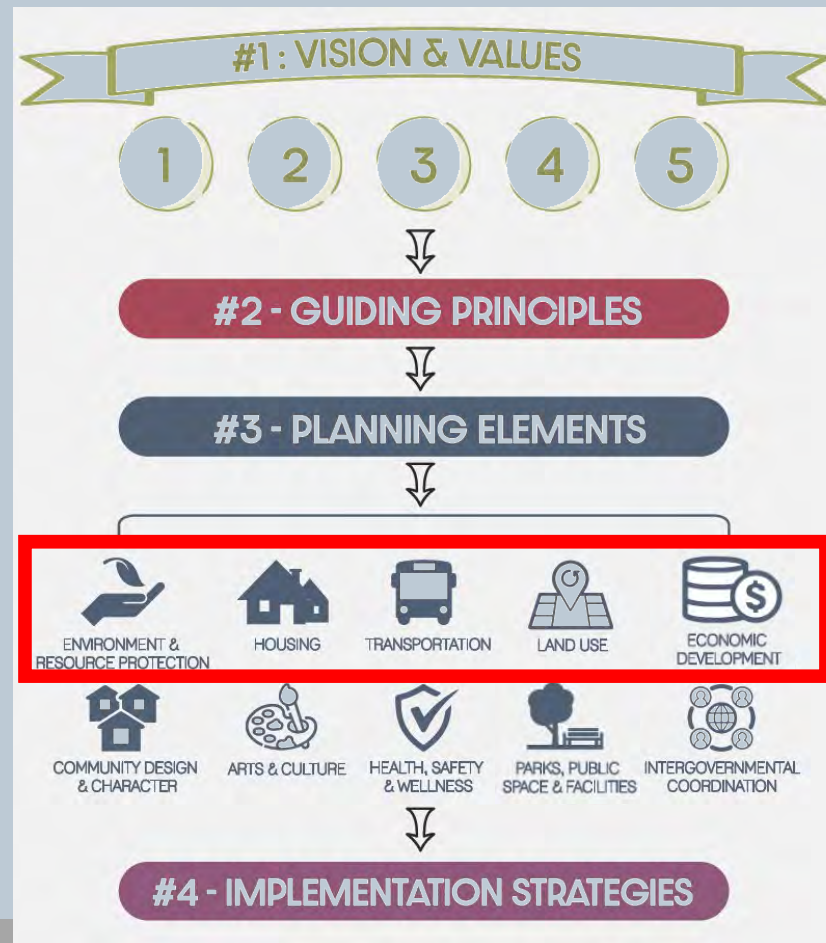 #1: VISION & VALUES
1 2 3 4 5
#2 - GUIDING PRINCIPLES
#3 - PLANNING ELEMENTS
ENVIRONMENT &
RESOURCE PROTECTION
HOUSING
TRANSPORTATION
LAND USE
$
ECONOMIC
DEVELOPMENT
COMMUNITY DESIGN
& CHARACTER
ARTS & CULTURE
HEALTH, SAFETY
& WELLNESS
PARKS, PUBLIC
SPACE & FACILITIES
INTERGOVERNMENTAL
COORDINATION
#4 - IMPLEMENTATION STRATEGIES